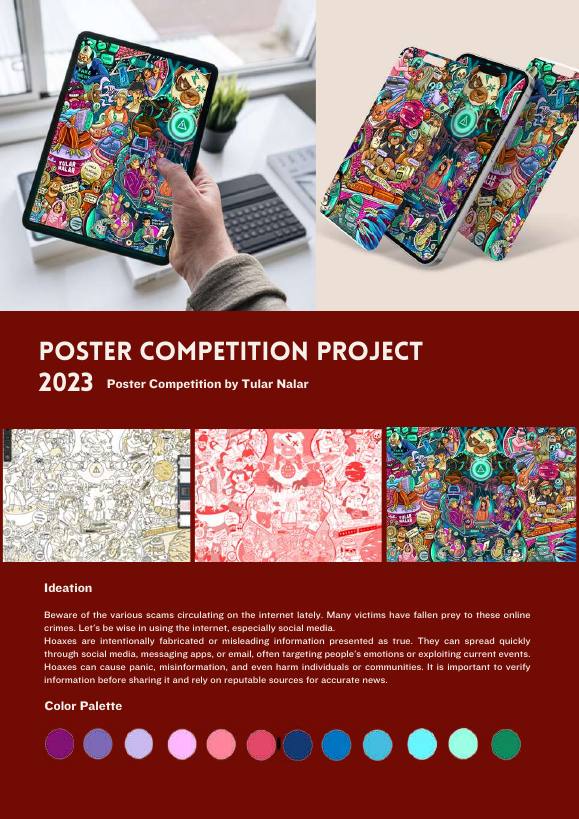 TULAR
NALAR
POSTER COMPETITION PROJECT
2023 Poster Competition by Tular Nalar
Ideation
Beware of the various scams circulating on the internet lately. Many victims have fallen prey to these online
crimes. Let's be wise in using the internet, especially social media.
Hoaxes are intentionally fabricated or misleading information presented as true. They can spread quickly
through social media, messaging apps, or email, often targeting people's emotions or exploiting current events.
Hoaxes can cause panic, misinformation, and even harm individuals or communities. It is important to verify
information before sharing it and rely on reputable sources for accurate news.
Color Palette